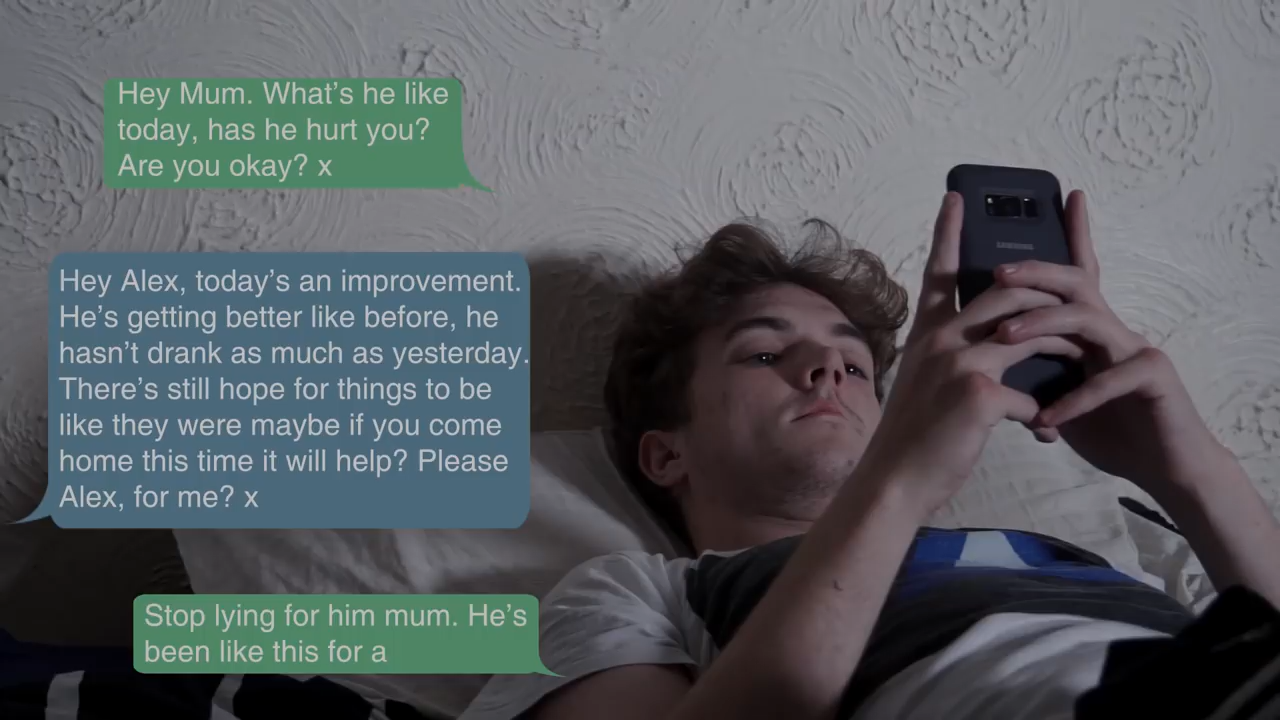 Hey Mum. What's he like
today, has he hurt you?
Are you okay? x
SAMSUNG
Hey Alex, today's an improvement.
He's getting better like before, he
hasn't drank as much as yesterday.
There's still hope for things to be
like they were maybe if you come
home this time it will help? Please
Alex, for me? x
Stop lying for him mum. He's
been like this for a